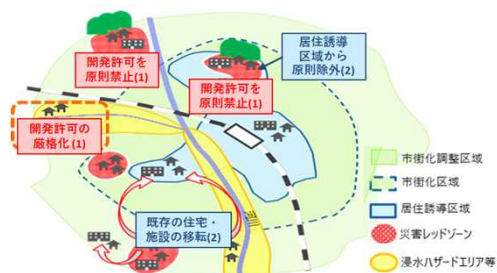 居住誘導
区域から
原則除外(2)
開発許可を
原則禁止(1)
開発許可を
原則禁止(1)
開発許可の
厳格化(1)
既存の住宅・
施設の移転(2)
市街化調整区域
市街化区域
居住誘導区域
災害レッドゾーン
浸水ハザードエリア等